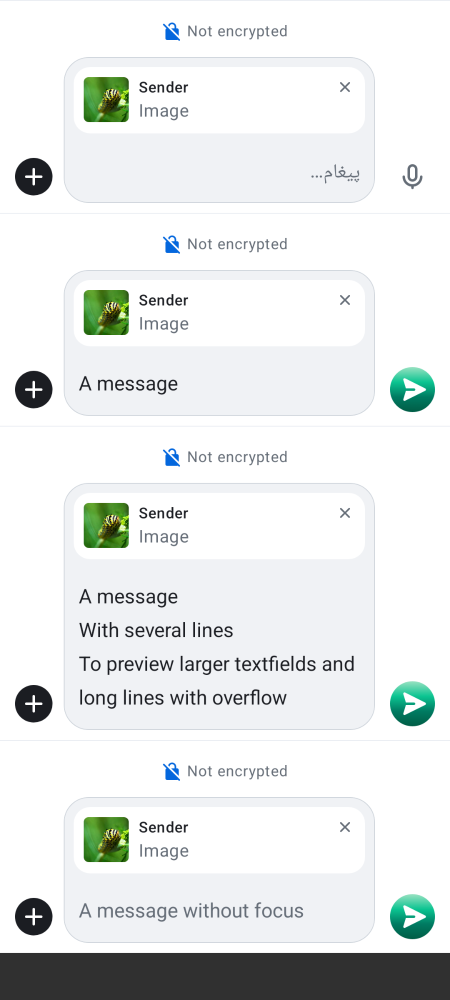 Not encrypted
Sender
Image
پیغام...
Not encrypted
Sender
Image
A message
Not encrypted
Sender
Image
A message
With several lines
To preview larger textfields and
long lines with overflow
Not encrypted
Sender
Image
A message without focus